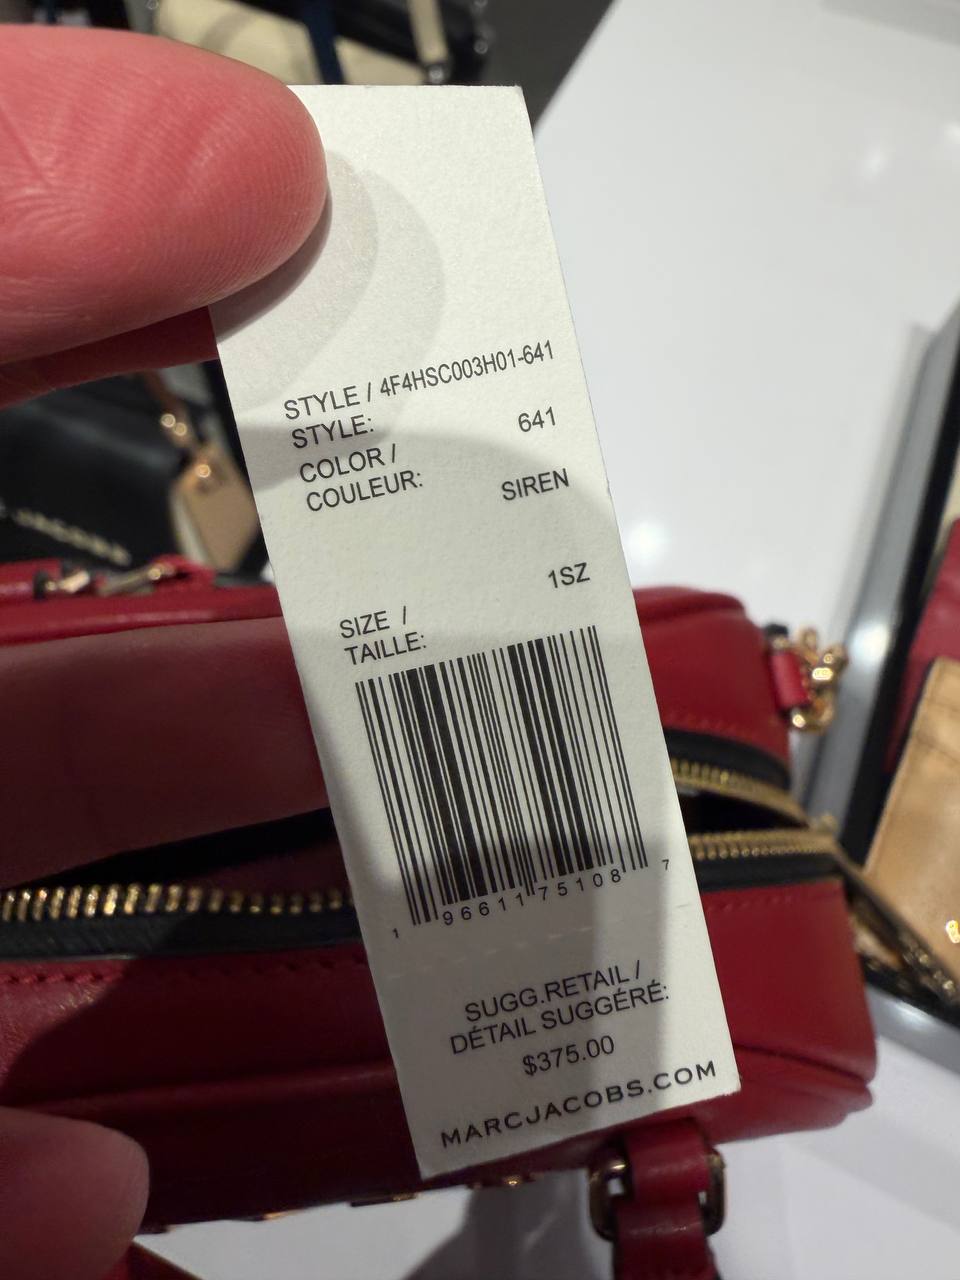 STYLE / 4F4HSC003H01-641
STYLE:
641
COLOR /
COULEUR:
SIREN
1SZ
SIZE /
TAILLE:
1 96611 75108 7
SUGG.RETAIL /
DÉTAIL SUGGÉRÉ:
$375.00
MARCJACOBS.COM
JACOBS